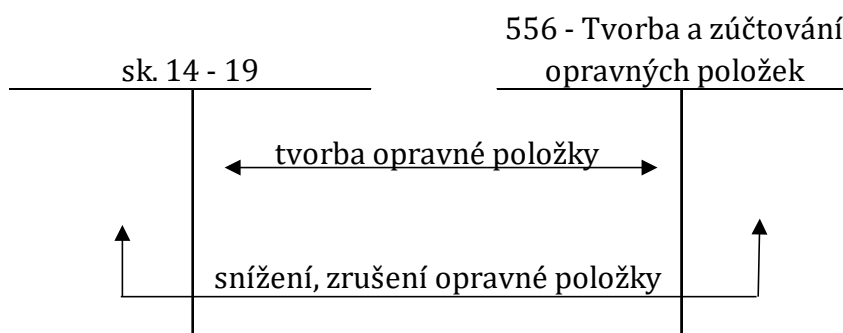 556 - Tvorba a zúčtování
opravných položek
sk. 14 - 19
tvorba opravné položky
snížení, zrušení opravné položky